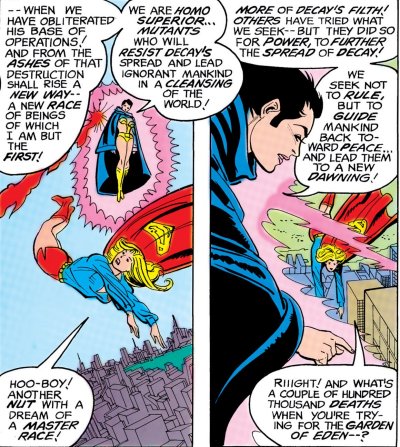 --WHEN WE
HAVE OBLITERATED
HIS BASE OF
OPERATIONS!
AND FROM THE
ASHES OF THAT
DESTRUCTION
SHALL RISE A
NEW WAY--
A NEW RACE
OF BEINGS
OF WHICH
I AM BUT
THE
FIRST!
WE ARE HOMO
SUPERIOR...
MUTANTS
WHO WILL
RESIST DECAY'S
SPREAD AND LEAD
IGNORANT MANKIND
IN A CLEANSING
OF THE
WORLD!
HOO-BOY!
ANOTHER
NUT WITH A
DREAM OF
A MASTER
RACE!
MORE OF DECAY'S FILTH!
OTHERS HAVE TRIED WHAT
WE SEEK--BUT THEY DID SO
FOR POWER, TO FURTHER
THE SPREAD OF DECAY!
WE
SEEK NOT
TO RULE,
BUT TO
GUIDE
MANKIND
BACK TO-
WARD PEACE...
AND LEAD THEM
TO A NEW
DAWNING!
RIIIGHT! AND WHAT'S
A COUPLE OF HUNDRED
THOUSAND DEATHS
WHEN YOU'RE TRY-
ING FOR THE GARDEN
OF EDEN--?